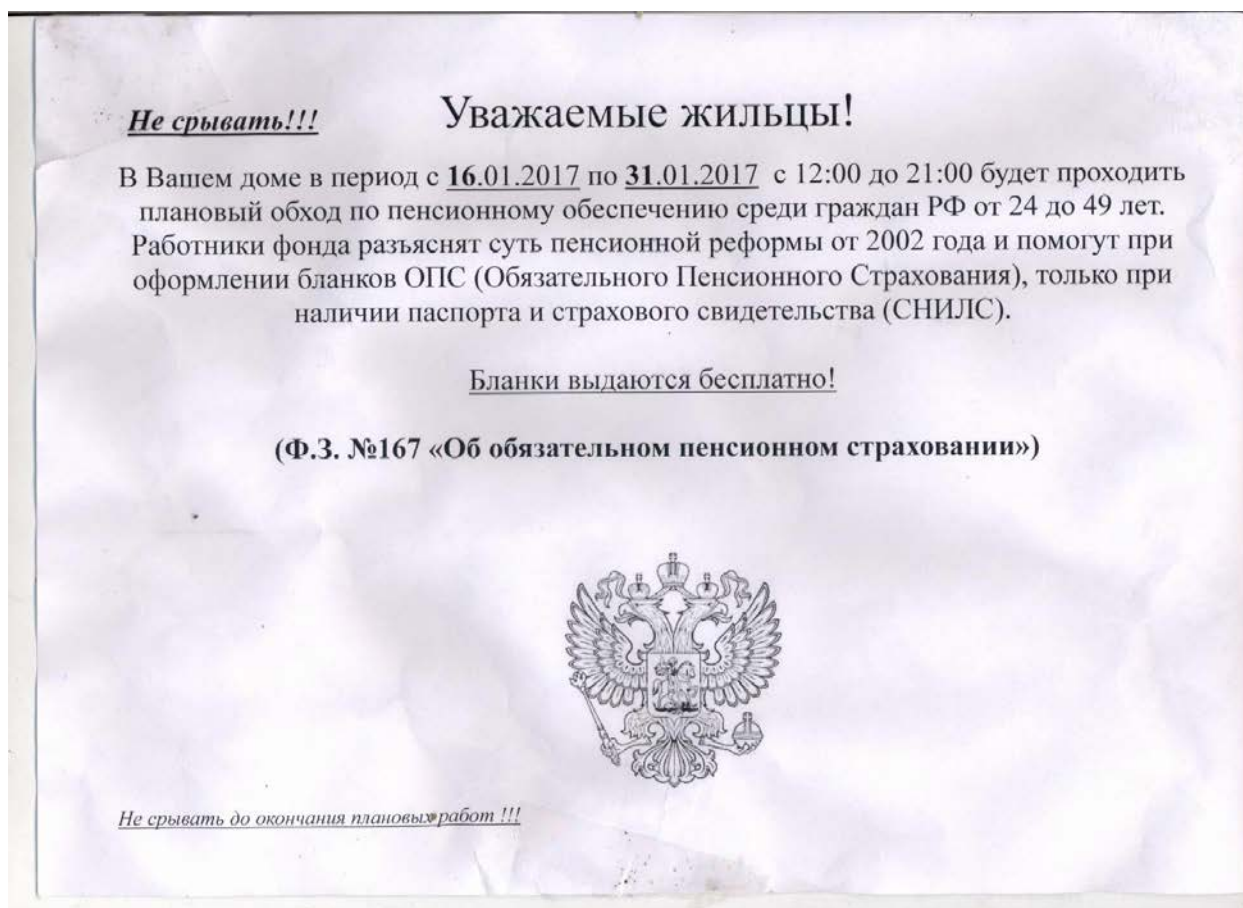 Не срывать!!! Уважаемые жильцы!
В Вашем доме в период с 16.01.2017 по 31.01.2017 с 12:00 до 21:00 будет проходить
плановый обход по пенсионному обеспечению среди граждан РФ от 24 до 49 лет.
Работники фонда разъяснят суть пенсионной реформы от 2002 года и помогут при
оформлении бланков ОПС (Обязательного Пенсионного Страхования), только при
наличии паспорта и страхового свидетельства (СНИЛС).
Бланки выдаются бесплатно!
(Ф.З. №167 «Об обязательном пенсионном страховании»)
Не срывать до окончания плановых работ !!!